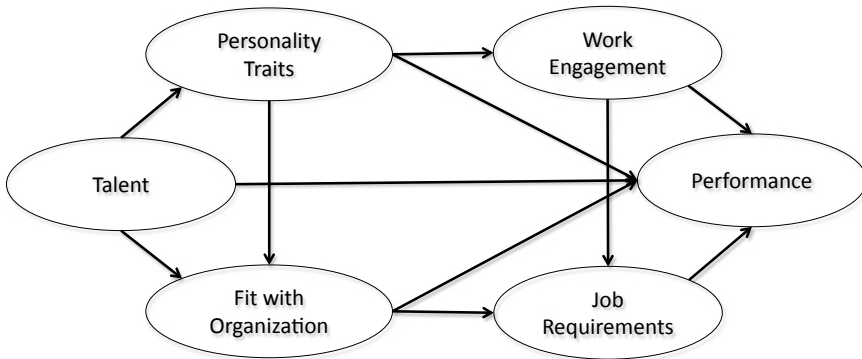 Personality
Traits
Work
Engagement
Talent
Performance
Fit with
Organization
Job
Requirements